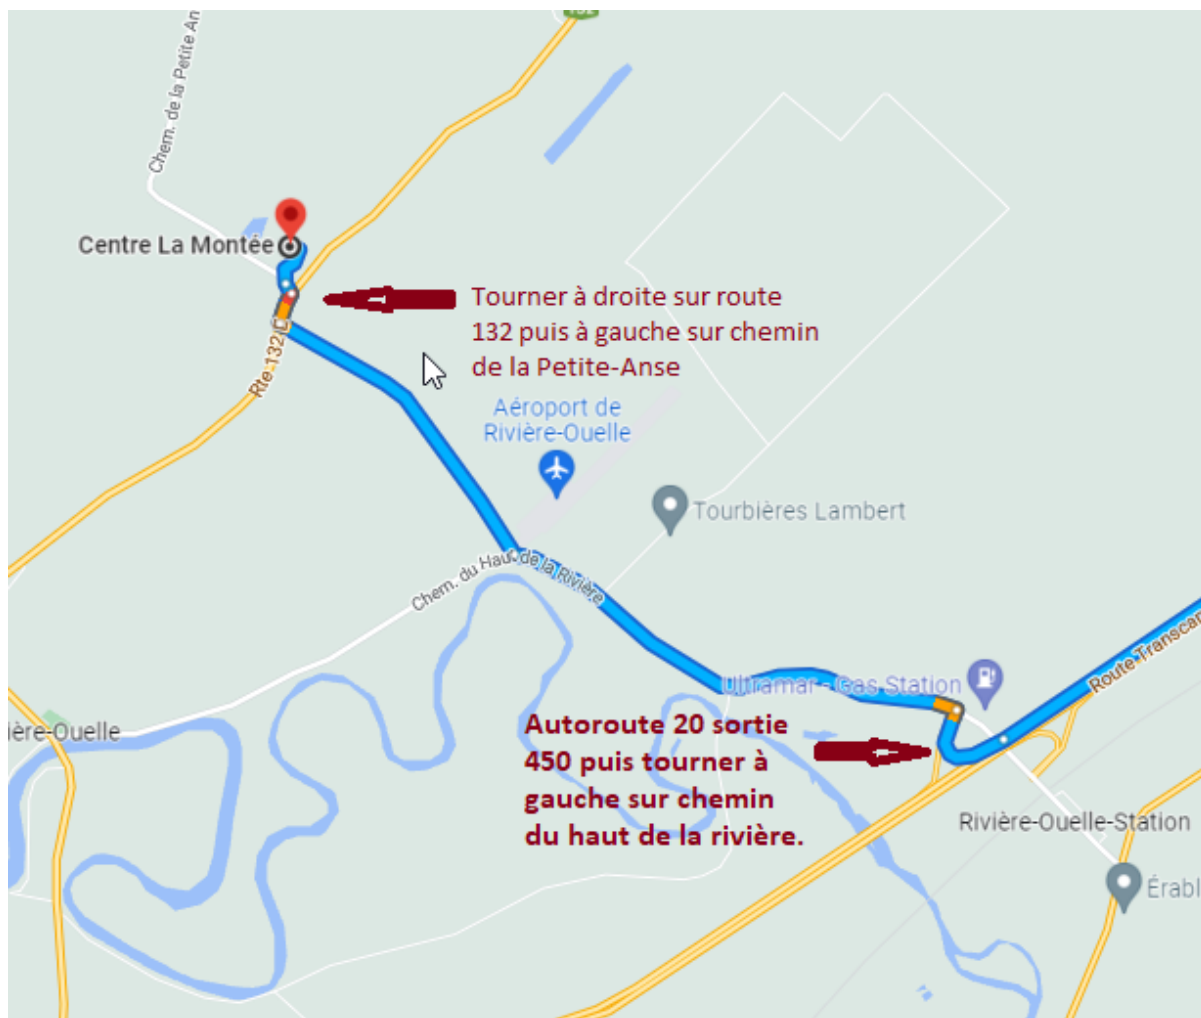 132
Chem. de la Petite An
Centre La Montée
Tourner à droite sur route
132 puis à gauche sur chemin
de la Petite-Anse
Rte 132
Aéroport de
Rivière-Ouelle
Tourbières Lambert
Chem. du Haut de la Rivière
Route Transcan
Ultramar - Gas Station
ière-Ouelle
Autoroute 20 sortie
450 puis tourner à
gauche sur chemin
du haut de la rivière.
Rivière-Ouelle-Station
Érabl